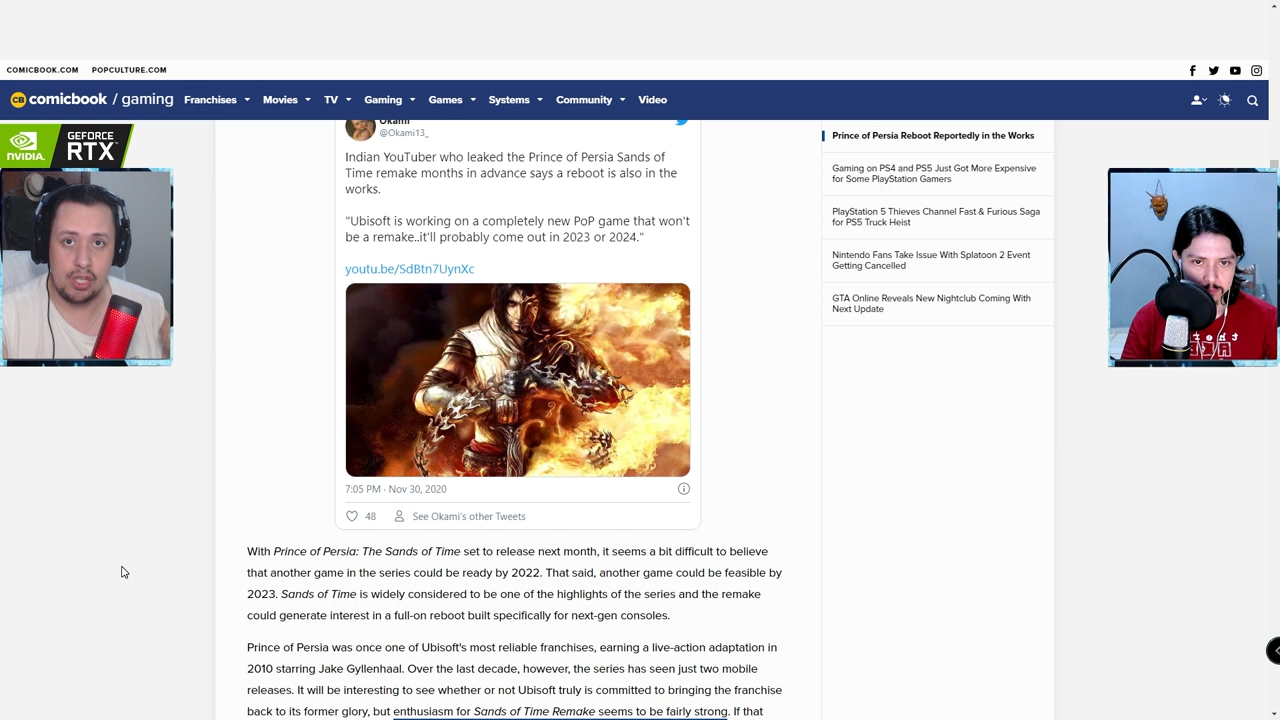 COMICBOOK.COM POPCULTURE.COM
CB comicbook / gaming Franchises Movies TV Gaming Games Systems Community Video
NVIDIA. GEFORCE RTX
Okami
@Okami13_
Indian YouTuber who leaked the Prince of Persia Sands of
Time remake months in advance says a reboot is also in the
works.
"Ubisoft is working on a completely new PoP game that won't
be a remake..it'll probably come out in 2023 or 2024."
youtu.be/SdBtn7UynXc
7:05 PM · Nov 30, 2020
48 See Okami's other Tweets
With Prince of Persia: The Sands of Time set to release next month, it seems a bit difficult to believe
that another game in the series could be ready by 2022. That said, another game could be feasible by
2023. Sands of Time is widely considered to be one of the highlights of the series and the remake
could generate interest in a full-on reboot built specifically for next-gen consoles.
Prince of Persia was once one of Ubisoft's most reliable franchises, earning a live-action adaptation in
2010 starring Jake Gyllenhaal. Over the last decade, however, the series has seen just two mobile
releases. It will be interesting to see whether or not Ubisoft truly is committed to bringing the franchise
back to its former glory, but enthusiasm for Sands of Time Remake seems to be fairly strong. If that
Prince of Persia Reboot Reportedly in the Works
Gaming on PS4 and PS5 Just Got More Expensive
for Some PlayStation Gamers
PlayStation 5 Thieves Channel Fast & Furious Saga
for PS5 Truck Heist
Nintendo Fans Take Issue With Splatoon 2 Event
Getting Cancelled
GTA Online Reveals New Nightclub Coming With
Next Update